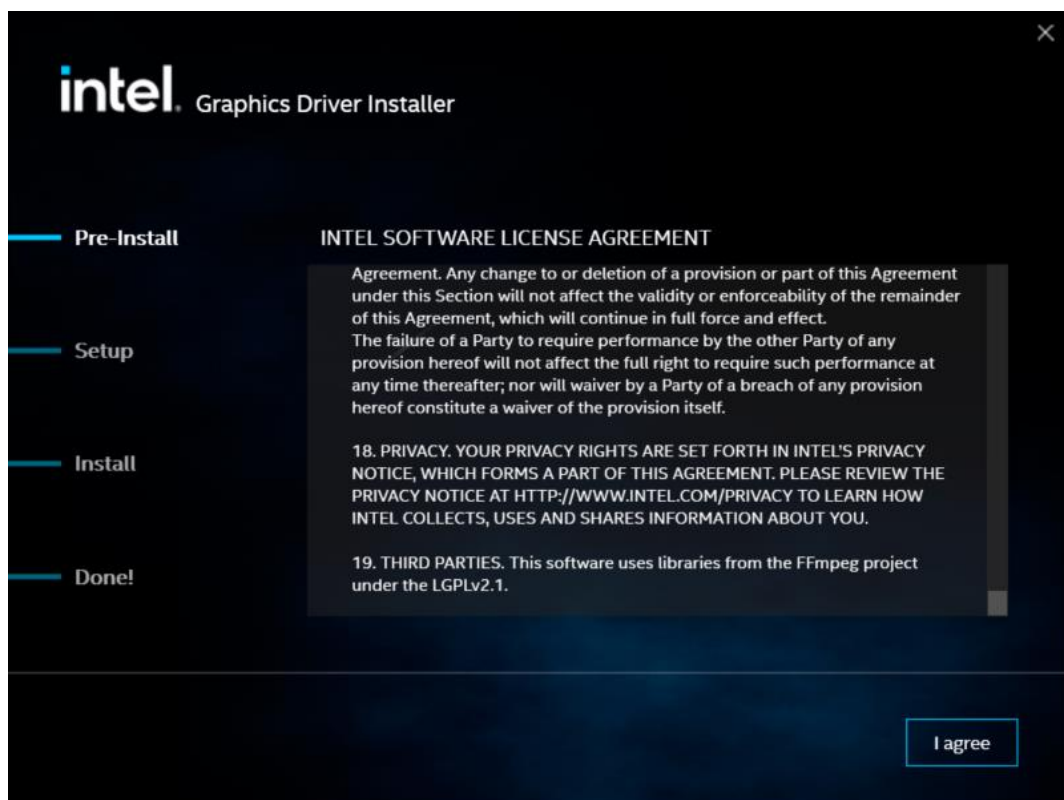 intel. Graphics Driver Installer
Pre-Install
Setup
Install
Done!
INTEL SOFTWARE LICENSE AGREEMENT
Agreement. Any change to or deletion of a provision or part of this Agreement
under this Section will not affect the validity or enforceability of the remainder
of this Agreement, which will continue in full force and effect.
The failure of a Party to require performance by the other Party of any
provision hereof will not affect the full right to require such performance at
any time thereafter; nor will waiver by a Party of a breach of any provision
hereof constitute a waiver of the provision itself.
18. PRIVACY. YOUR PRIVACY RIGHTS ARE SET FORTH IN INTEL'S PRIVACY
NOTICE, WHICH FORMS A PART OF THIS AGREEMENT. PLEASE REVIEW THE
PRIVACY NOTICE AT HTTP://WWW.INTEL.COM/PRIVACY TO LEARN HOW
INTEL COLLECTS, USES AND SHARES INFORMATION ABOUT YOU.
19. THIRD PARTIES. This software uses libraries from the FFmpeg project
under the LGPLv2.1.
I agree